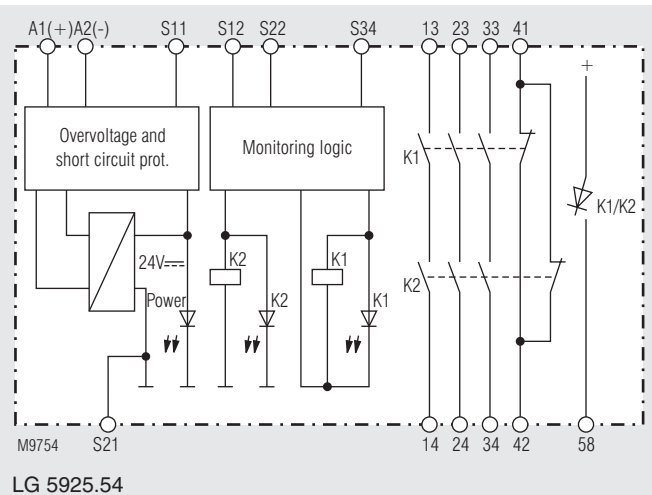 A1(+) A2(-) S11 S12 S22 S34 13 23 33 41
+
Overvoltage and
short circuit prot.
Monitoring logic
K1
K1/K2
24V
K2 K1
K2
Power K2 K1
M9754 S21 14 24 34 42 58
LG 5925.54